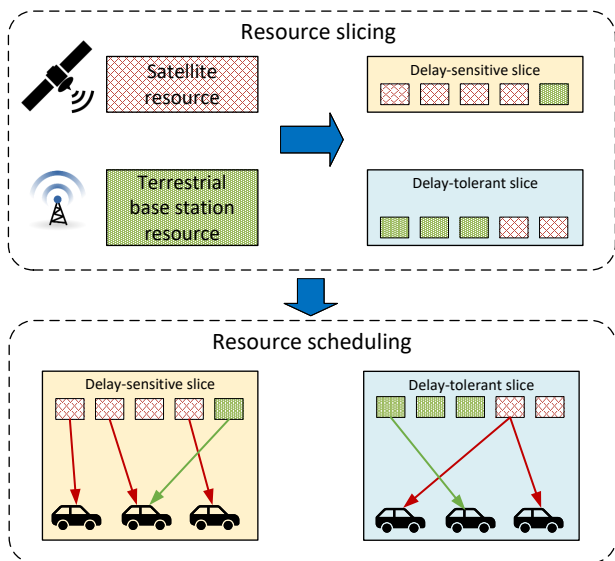 Resource slicing
Satellite
resource
Delay-sensitive slice
Terrestrial
base station
resource
Delay-tolerant slice
Resource scheduling
Delay-sensitive slice
Delay-tolerant slice